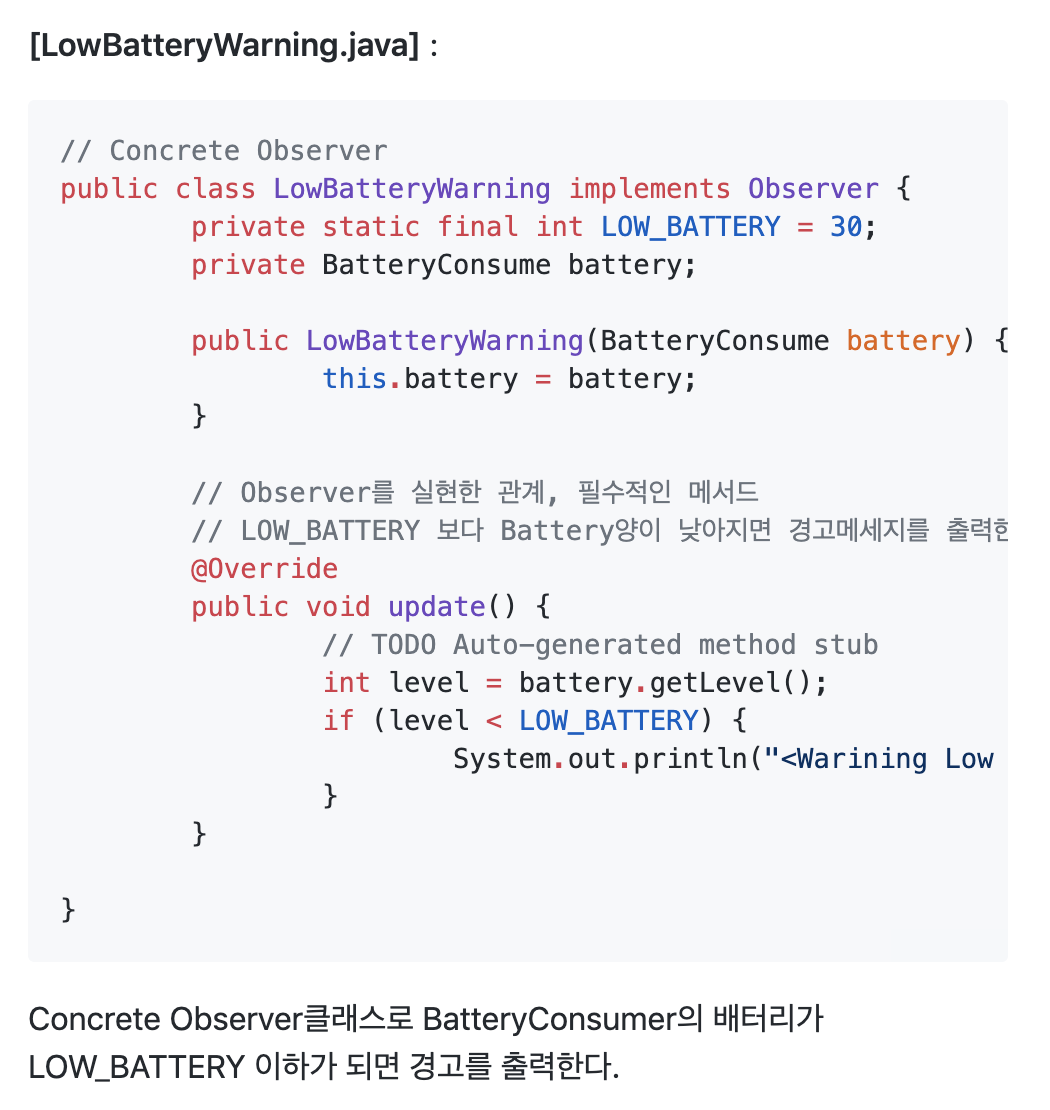 [LowBatteryWarning.java] :
// Concrete Observer
public class LowBatteryWarning implements Observer {
private static final int LOW_BATTERY = 30;
private BatteryConsume battery;
public LowBatteryWarning(BatteryConsume battery) {
this.battery = battery;
}
// Observer를 실현한 관계, 필수적인 메서드
// LOW_BATTERY 보다 Battery양이 낮아지면 경고메세지를 출력한
@Override
public void update() {
// TODO Auto-generated method stub
int level = battery.getLevel();
if (level < LOW_BATTERY) {
System.out.println("<Warining Low
}
}
}
Concrete Observer클래스로 BatteryConsumer의 배터리가
LOW_BATTERY 이하가 되면 경고를 출력한다.